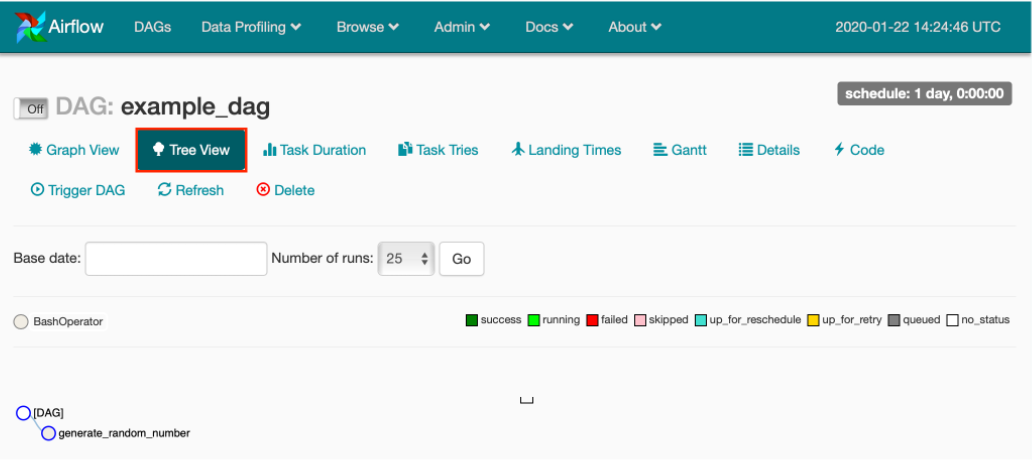 Airflow DAGs Data Profiling Browse Admin Docs About 2020-01-22 14:24:46 UTC
schedule: 1 day, 0:00:00
Off DAG: example_dag
Graph View Tree View Task Duration Task Tries Landing Times Gantt Details Code
Trigger DAG Refresh Delete
Base date: Number of runs: 25 Go
BashOperator success running failed skipped up_for_reschedule up_for_retry queued no_status
[DAG]
generate_random_number